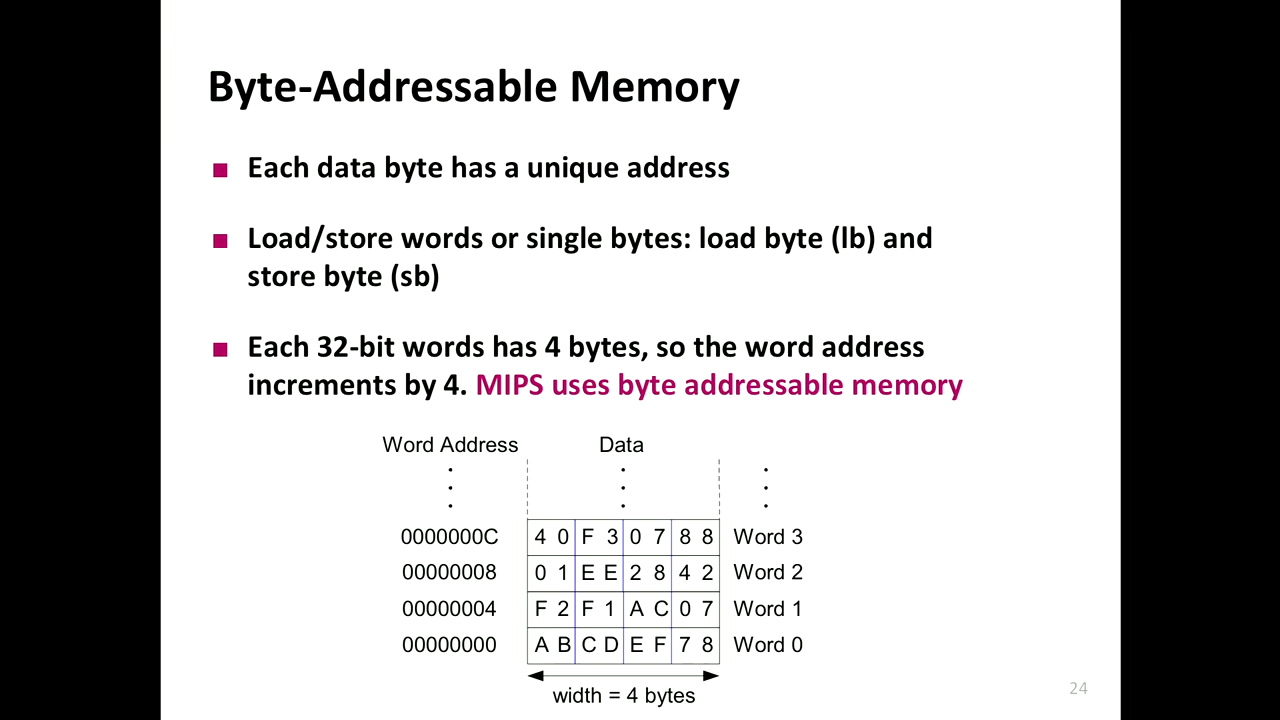 Byte-Addressable Memory
■ Each data byte has a unique address
■ Load/store words or single bytes: load byte (lb) and
store byte (sb)
■ Each 32-bit words has 4 bytes, so the word address
increments by 4. MIPS uses byte addressable memory
Word Address Data
0000000C 4 0 F 3 0 7 8 8 Word 3
00000008 0 1 E E 2 8 4 2 Word 2
00000004 F 2 F 1 A C 0 7 Word 1
00000000 A B C D E F 7 8 Word 0
width = 4 bytes
24